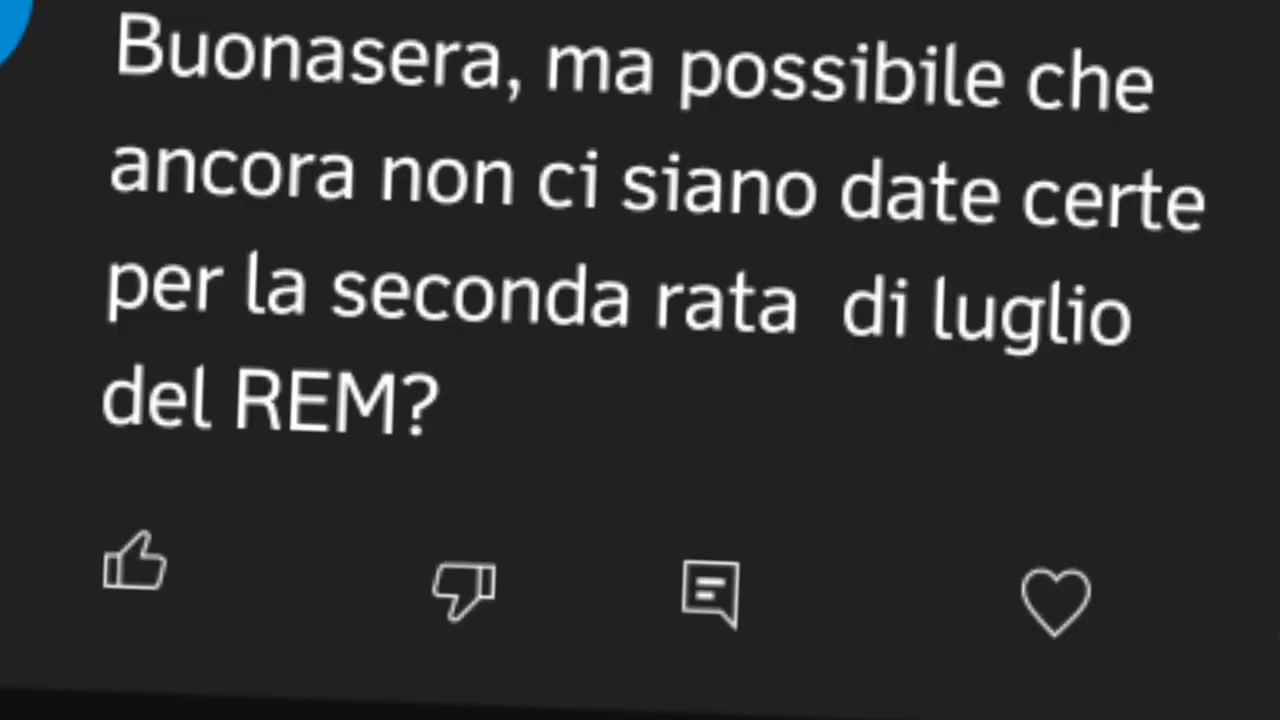 Buonasera, ma possibile che
ancora non ci siano date certe
per la seconda rata  di luglio
del REM?